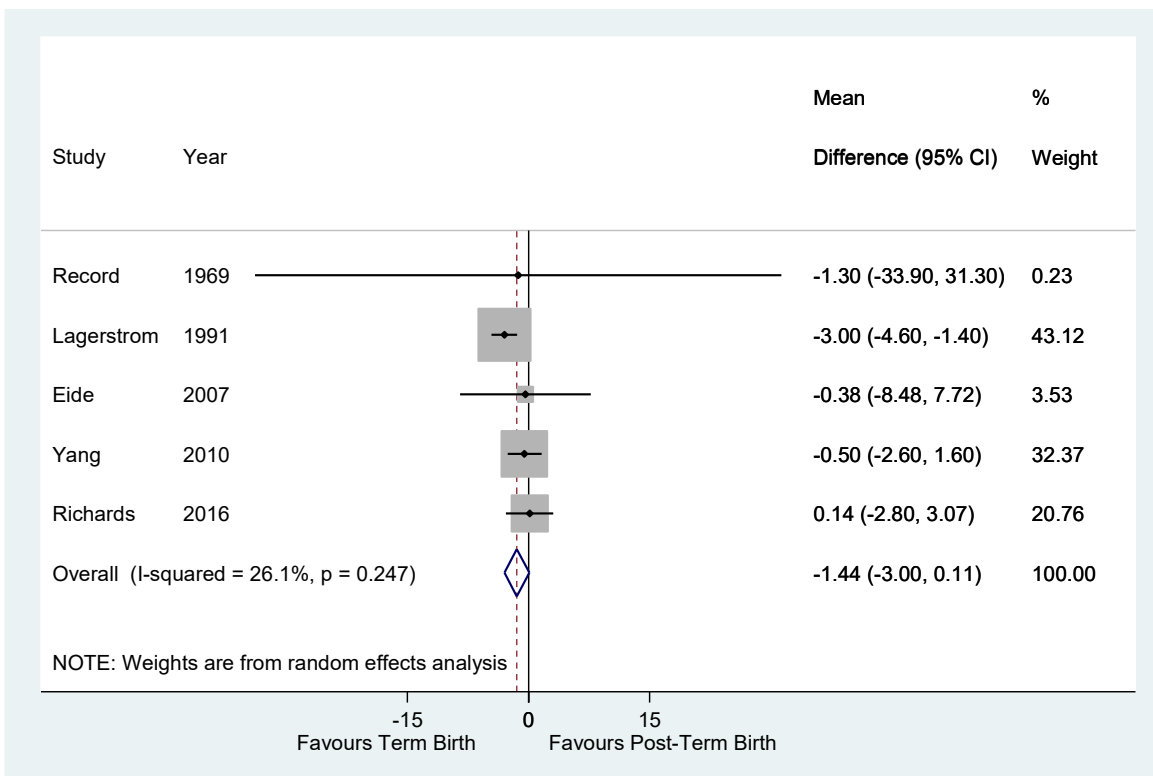 Mean %
Study Year Difference (95% CI) Weight
Record 1969 -1.30 (-33.90, 31.30) 0.23
Lagerstrom 1991 -3.00 (-4.60, -1.40) 43.12
Eide 2007 -0.38 (-8.48, 7.72) 3.53
Yang 2010 -0.50 (-2.60, 1.60) 32.37
Richards 2016 0.14 (-2.80, 3.07) 20.76
Overall (I-squared = 26.1%, p = 0.247) -1.44 (-3.00, 0.11) 100.00
NOTE: Weights are from random effects analysis
-15 0 15
Favours Term Birth Favours Post-Term Birth